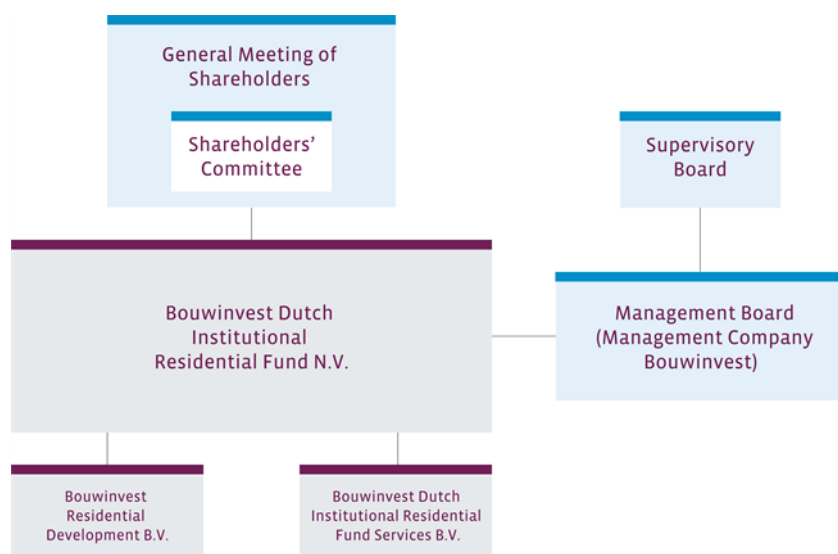 General Meeting of
Shareholders
Shareholders'
Committee
Supervisory
Board
Bouwinvest Dutch
Institutional
Residential Fund N.V.
Management Board
(Management Company
Bouwinvest)
Bouwinvest
Residential
Development B.V.
Bouwinvest Dutch
Institutional Residential
Fund Services B.V.